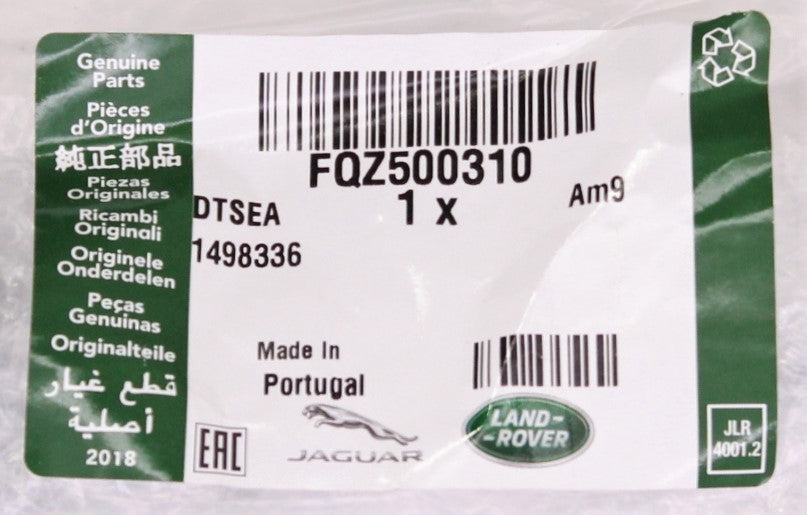 Genuine
Parts
Pièces
d'Origine
純正部品
Piezas
Originales
Ricambi
Originali
Originele
Onderdelen
Peças
Genuinas
Originalteile
قطع غيار
أصلية
2018
FQZ500310
1 x
Am9
DTSEA
1498336
Made In
Portugal
EAC
JAGUAR
LAND-
-ROVER
JLR
4001.2